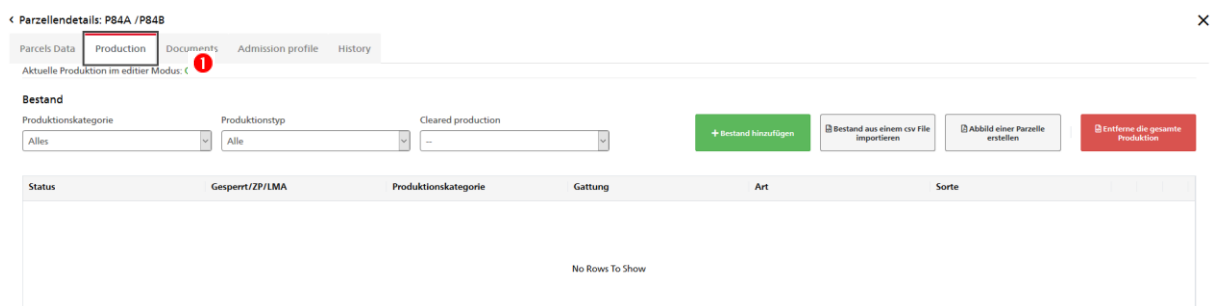 Parzellendetails: P84A /P84B
Parcels Data Production Documents Admission profile History
1
Aktuelle Produktion im editier Modus:
Bestand
Produktionskategorie Produktionstyp Cleared production
Alles Alle --
+ Bestand hinzufügen
Bestand aus einem csv File
importieren
Abbild einer Parzelle
erstellen
Entferne die gesamte
Produktion
Status Gesperrt/ZP/LMA Produktionskategorie Gattung Art Sorte
No Rows To Show